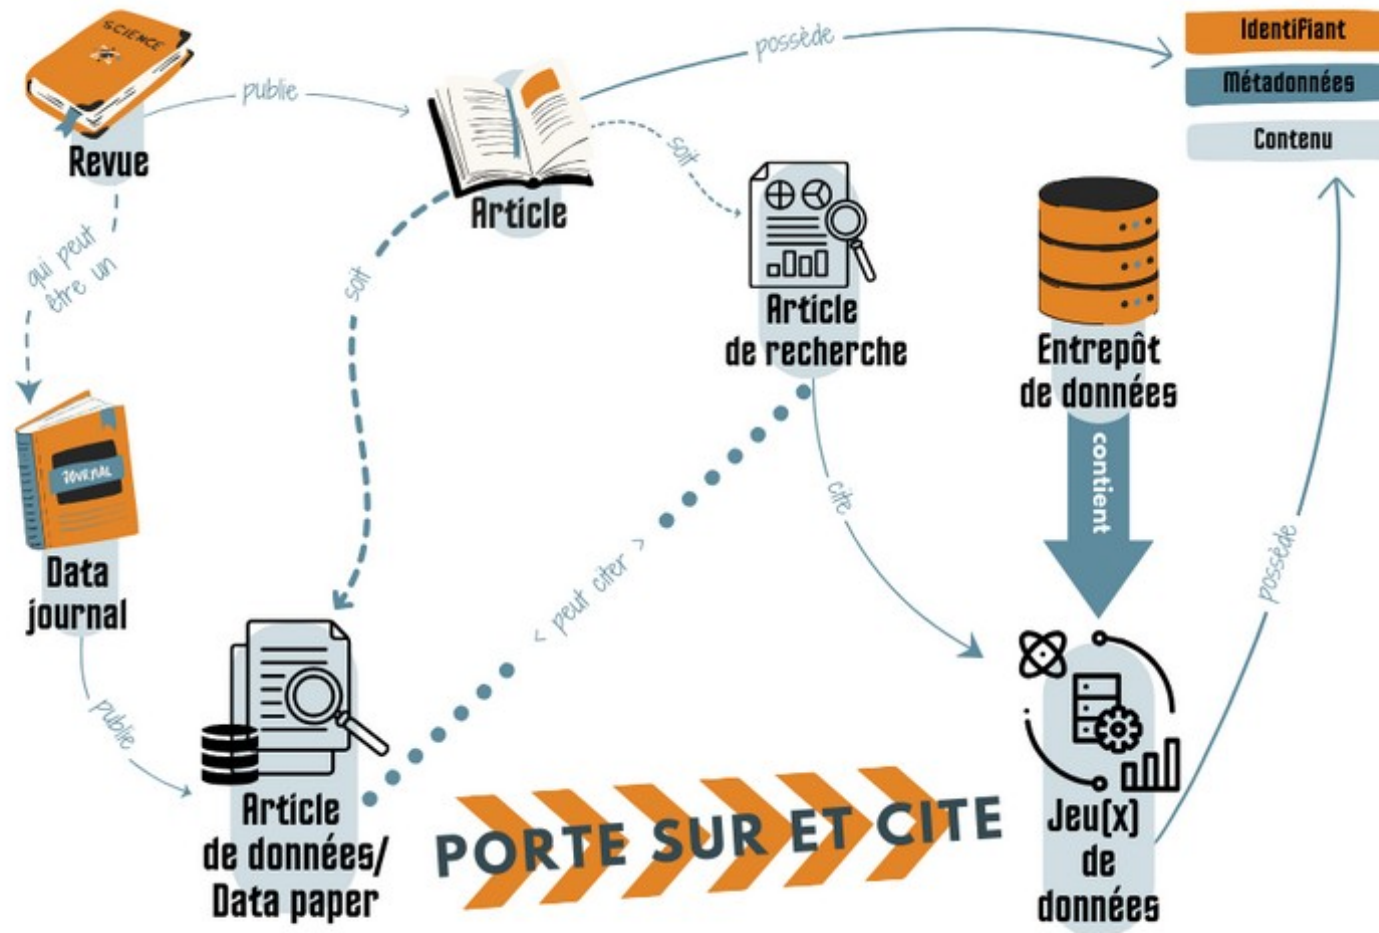 SCIENCE
Revue
publie
Article
possède
Identifiant
Métadonnées
Contenu
soit
qui peut
être un
soit
Article
de recherche
Entrepôt
de données
contient
JOURNAL
Data
journal
cite
< peut citer >
possède
publie
Article
de données/
Data paper
PORTE SUR ET CITE
Jeu(x)
de
données